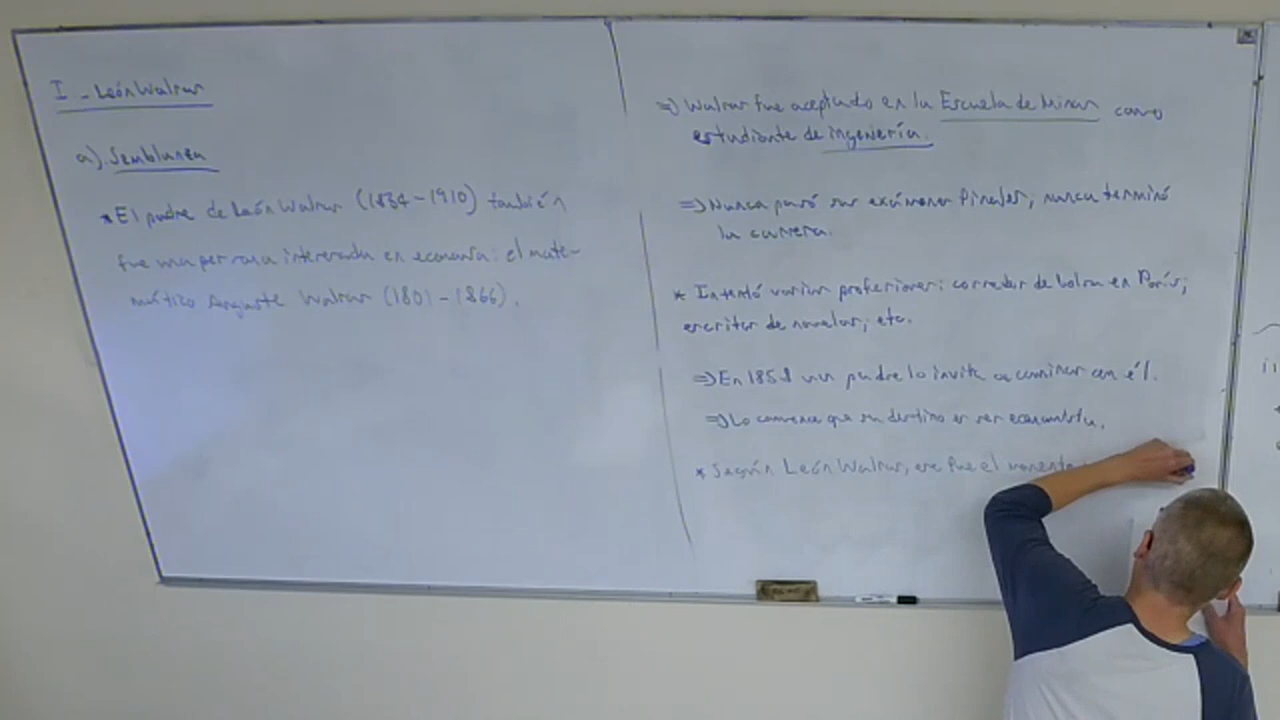 I - León Walras
a) Semblanza
* El padre de León Walras (1834-1910) también
fue una persona interesada en economía: el mate-
mático Auguste Walras (1801-1866).
=> Walras fue aceptado en la Escuela de Minas como
estudiante de ingeniería.
=> Nunca pasó sus exámenes finales, nunca terminó
la carrera.
* Intentó varias profesiones: corredor de bolsa en París,
escritor de novelas, etc.
=> En 1858 su padre lo invita a caminar con él.
=> Lo convence que su destino es ser economista.
* Según León Walras, ese fue el momento